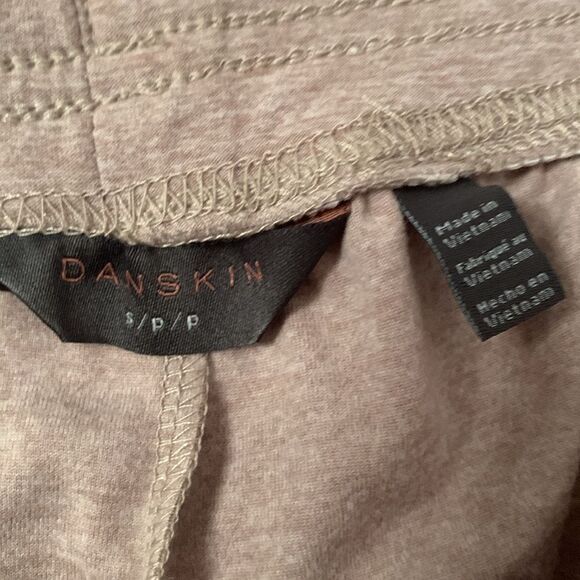 DANSKIN
S/P/P
Made in
Vietnam
Fabriqué au
Vietnam
Hecho en
Vietnam